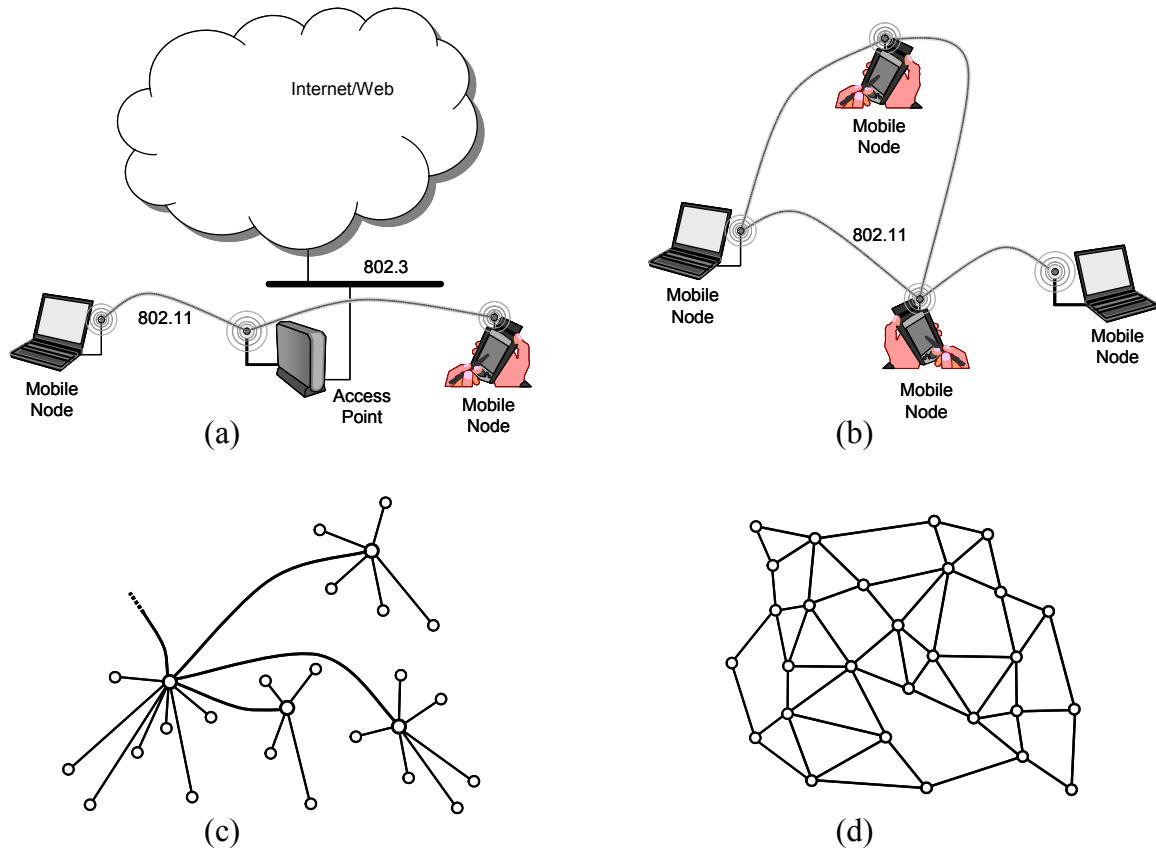 Internet/Web
802.3
802.11
Mobile
Node
Access
Point
Mobile
Node
(a)
Mobile
Node
802.11
Mobile
Node
Mobile
Node
Mobile
Node
(b)
(c)
(d)